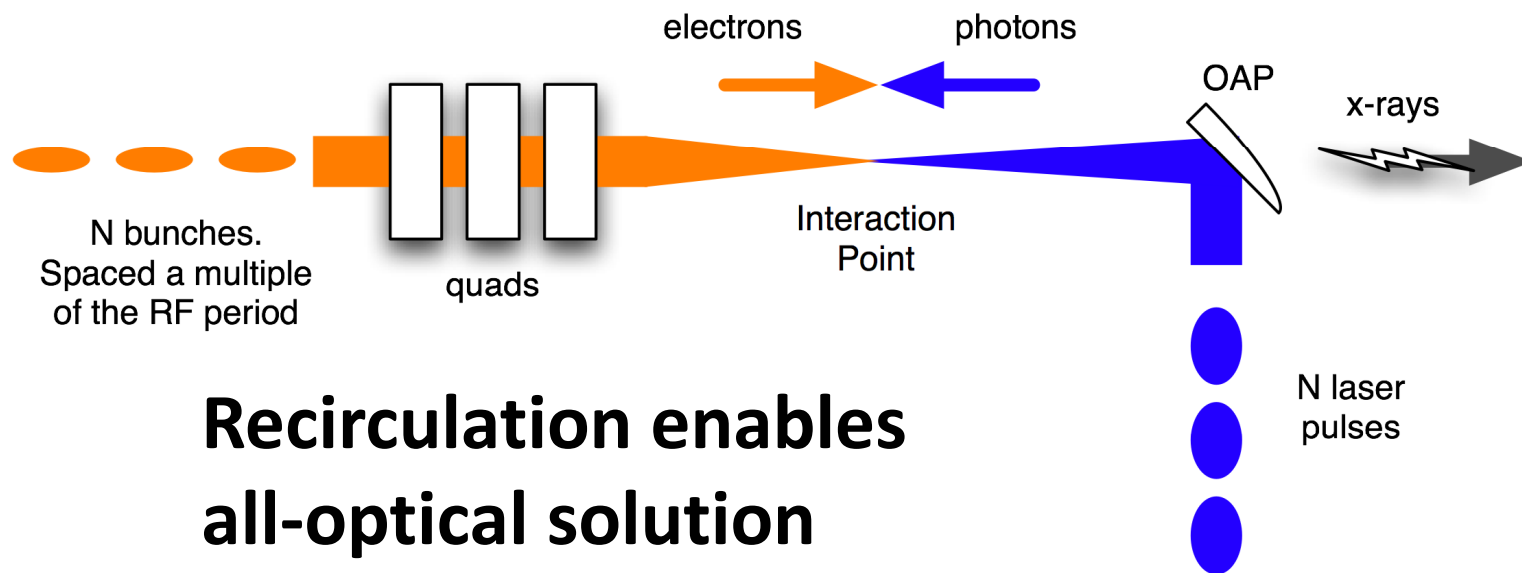 electrons
photons
OAP
x-rays
N bunches.
Spaced a multiple
of the RF period
quads
Interaction
Point
N laser
pulses
Recirculation enables
all-optical solution